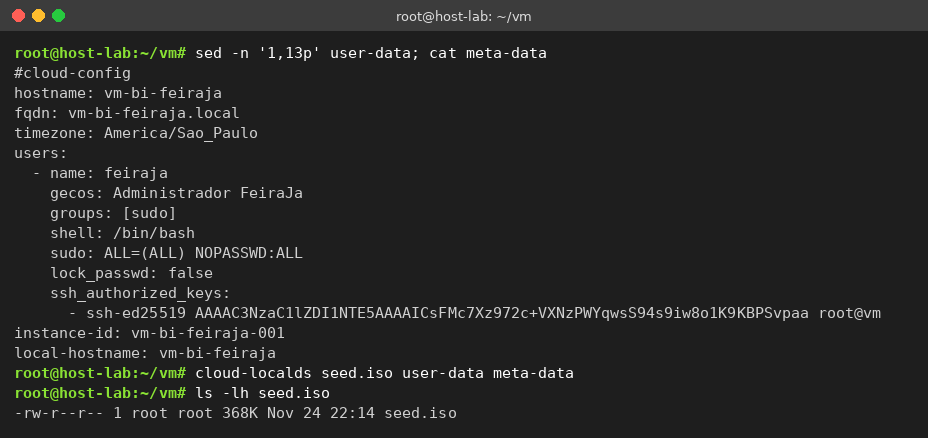 root@host-lab: ~/vm
root@host-lab:~/vm# sed -n '1,13p' user-data; cat meta-data
#cloud-config
hostname: vm-bi-feiraja
fqdn: vm-bi-feiraja.local
timezone: America/Sao_Paulo
users:
  - name: feiraja
    gecos: Administrador FeiraJa
    groups: [sudo]
    shell: /bin/bash
    sudo: ALL=(ALL) NOPASSWD:ALL
    lock_passwd: false
    ssh_authorized_keys:
      - ssh-ed25519 AAAAC3NzaC1lZDI1NTE5AAAAICsFMc7Xz972c+VXNzPWYqwsS94s9iw8o1K9KBPSvpaa root@vm
instance-id: vm-bi-feiraja-001
local-hostname: vm-bi-feiraja
root@host-lab:~/vm# cloud-localds seed.iso user-data meta-data
root@host-lab:~/vm# ls -lh seed.iso
-rw-r--r-- 1 root root 368K Nov 24 22:14 seed.iso